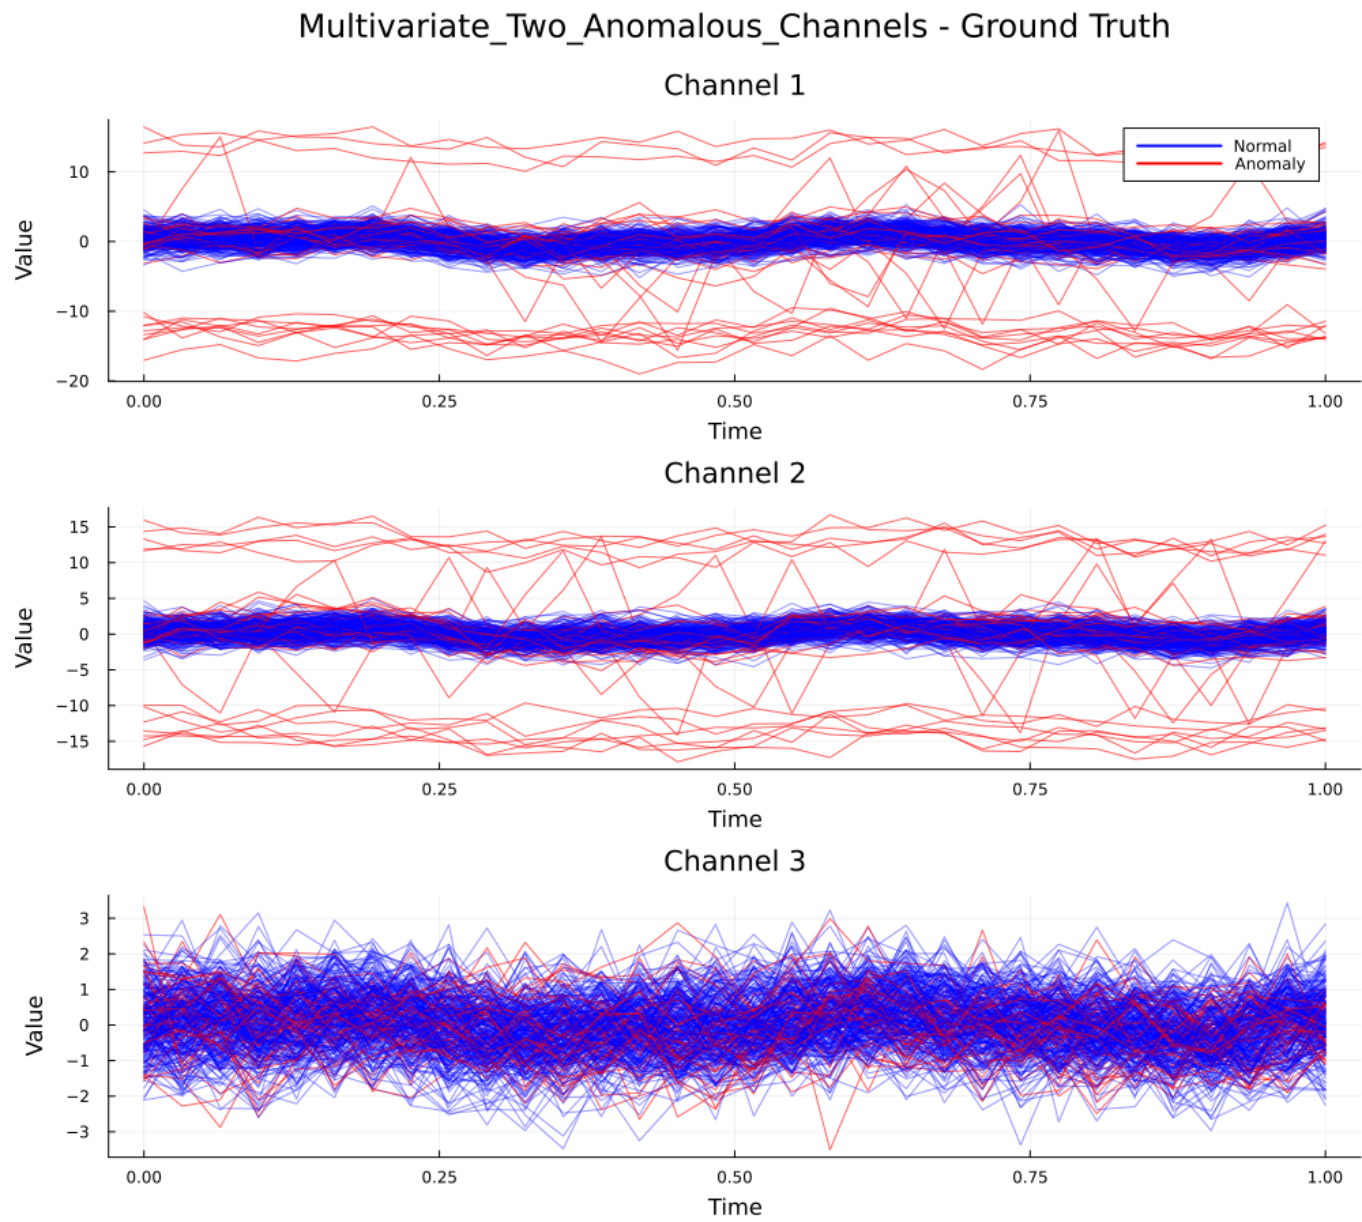 Multivariate_Two_Anomalous_Channels - Ground Truth
Channel 1
Normal
Anomaly
10
0
−10
−20
Value
0.00 0.25 0.50 0.75 1.00
Time
Channel 2
15
10
5
0
−5
−10
−15
Value
0.00 0.25 0.50 0.75 1.00
Time
Channel 3
3
2
1
0
−1
−2
−3
Value
0.00 0.25 0.50 0.75 1.00
Time